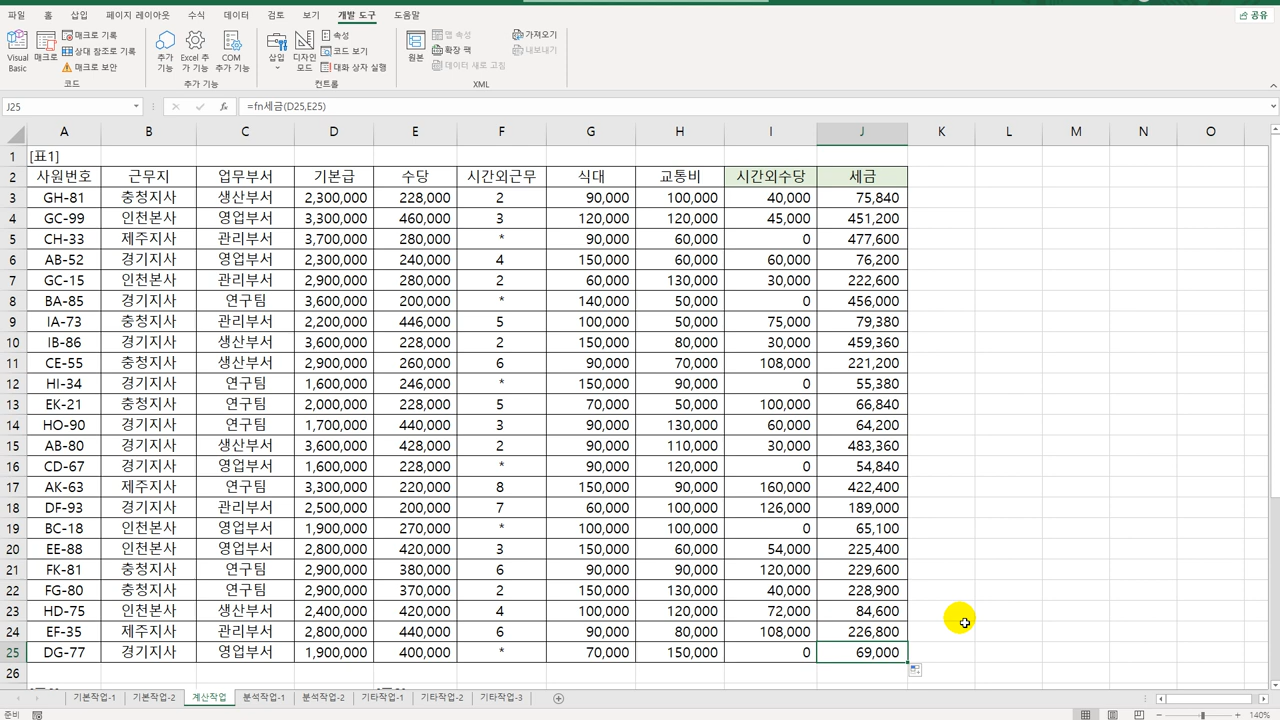 파일 홈 삽입 페이지 레이아웃 수식 데이터 검토 보기 개발 도구 도움말 공유
Visual Basic 매크로 매크로 기록 상대 참조로 기록 매크로 보안 코드
추가 기능 Excel 추가 기능 COM 추가 기능 추가 기능
삽입 디자인 모드 속성 코드 보기 대화 상자 실행 컨트롤
원본 맵 속성 확장 팩 데이터 새로 고침 가져오기 내보내기 XML
J25 fx =fn세금(D25,E25)
A B C D E F G H I J K L M N O
1 [표1]
2 사원번호 근무지 업무부서 기본급 수당 시간외근무 식대 교통비 시간외수당 세금
3 GH-81 충청지사 생산부서 2,300,000 228,000 2 90,000 100,000 40,000 75,840
4 GC-99 인천본사 영업부서 3,300,000 460,000 3 120,000 120,000 45,000 451,200
5 CH-33 제주지사 관리부서 3,700,000 280,000 * 90,000 60,000 0 477,600
6 AB-52 경기지사 영업부서 2,300,000 240,000 4 150,000 60,000 60,000 76,200
7 GC-15 인천본사 관리부서 2,900,000 280,000 2 60,000 130,000 30,000 222,600
8 BA-85 경기지사 연구팀 3,600,000 200,000 * 140,000 50,000 0 456,000
9 IA-73 충청지사 관리부서 2,200,000 446,000 5 100,000 50,000 75,000 79,380
10 IB-86 경기지사 생산부서 3,600,000 228,000 2 150,000 80,000 30,000 459,360
11 CE-55 충청지사 생산부서 2,900,000 260,000 6 90,000 70,000 108,000 221,200
12 HI-34 경기지사 연구팀 1,600,000 246,000 * 150,000 90,000 0 55,380
13 EK-21 충청지사 연구팀 2,000,000 228,000 5 70,000 50,000 100,000 66,840
14 HO-90 경기지사 연구팀 1,700,000 440,000 3 90,000 130,000 60,000 64,200
15 AB-80 경기지사 생산부서 3,600,000 428,000 2 90,000 110,000 30,000 483,360
16 CD-67 경기지사 영업부서 1,600,000 228,000 * 90,000 120,000 0 54,840
17 AK-63 제주지사 연구팀 3,300,000 220,000 8 150,000 90,000 160,000 422,400
18 DF-93 경기지사 관리부서 2,500,000 200,000 7 60,000 100,000 126,000 189,000
19 BC-18 인천본사 영업부서 1,900,000 270,000 * 100,000 100,000 0 65,100
20 EE-88 인천본사 영업부서 2,800,000 420,000 3 150,000 60,000 54,000 225,400
21 FK-81 충청지사 연구팀 2,900,000 380,000 6 90,000 90,000 120,000 229,600
22 FG-80 충청지사 연구팀 2,900,000 370,000 2 150,000 130,000 40,000 228,900
23 HD-75 인천본사 생산부서 2,400,000 420,000 4 100,000 120,000 72,000 84,600
24 EF-35 제주지사 관리부서 2,800,000 440,000 6 90,000 80,000 108,000 226,800
25 DG-77 경기지사 영업부서 1,900,000 400,000 * 70,000 150,000 0 69,000
26
기본작업-1 기본작업-2 계산작업 분석작업-1 분석작업-2 기타작업-1 기타작업-2 기타작업-3
준비 140%